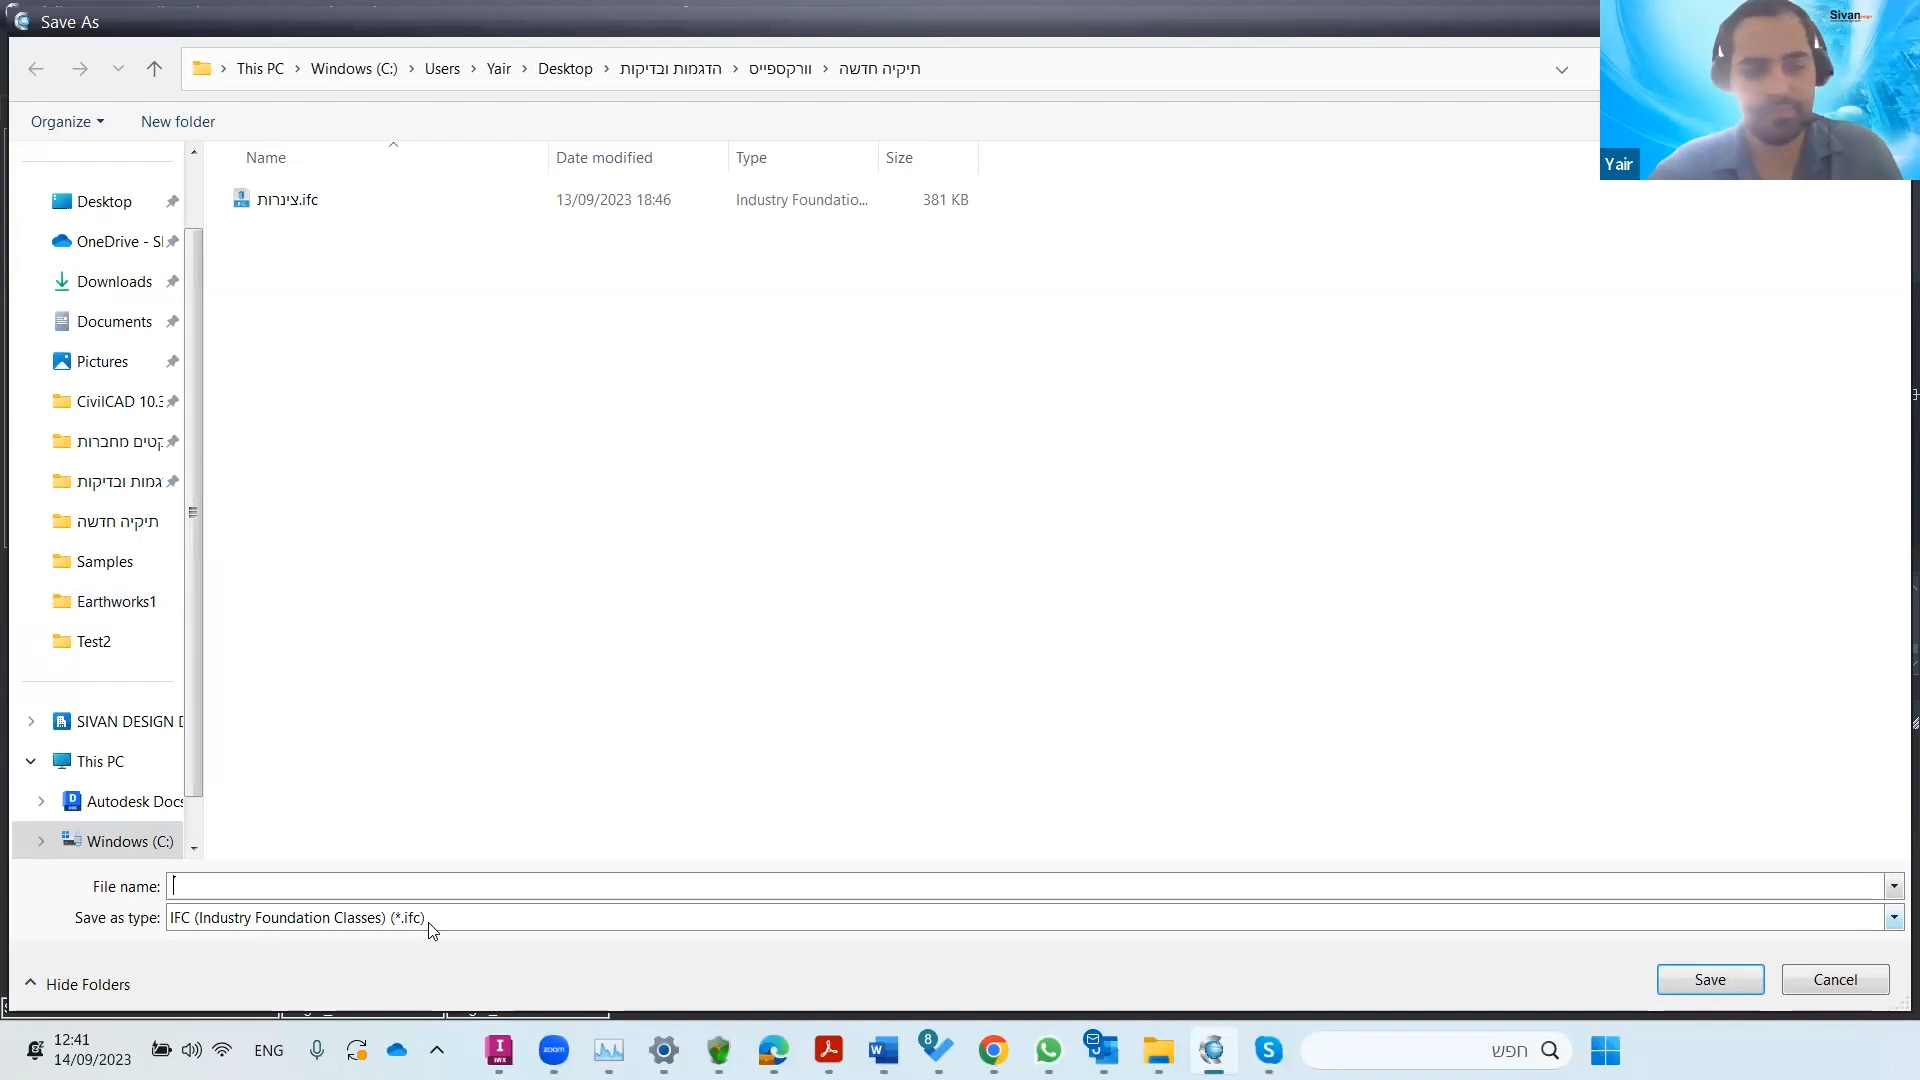 Save As
Sivan
This PC > Windows (C:) > Users > Yair > Desktop > הדגמות ובדיקות > וורקספייס > תיקיה חדשה
Organize
New folder
Yair
Name
Date modified
Type
Size
צינרות.ifc
13/09/2023 18:46
Industry Foundatio...
381 KB
Desktop
OneDrive - SI
Downloads
Documents
Pictures
CivilCAD 10.3
קטים מחברות
גמות ובדיקות
תיקיה חדשה
Samples
Earthworks1
Test2
SIVAN DESIGN D
This PC
Autodesk Docs
Windows (C:)
File name:
Save as type: IFC (Industry Foundation Classes) (*.ifc)
Hide Folders
Save
Cancel
12:41
14/09/2023
ENG
zoom
8
חפש